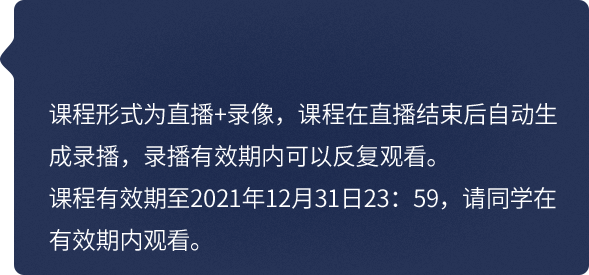 课程形式为直播+录像，课程在直播结束后自动生
成录播，录播有效期内可以反复观看。
课程有效期至2021年12月31日23：59，请同学在
有效期内观看。